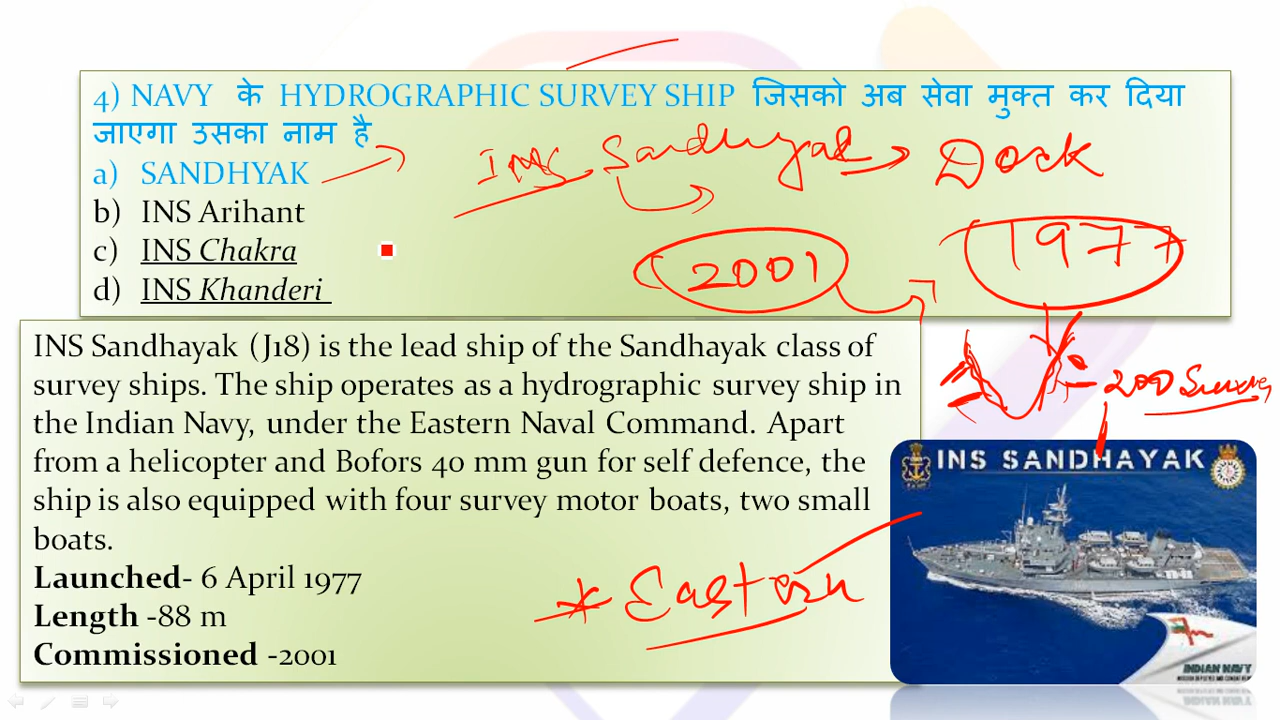 4) NAVY के HYDROGRAPHIC SURVEY SHIP जिसको अब सेवा मुक्त कर दिया
जाएगा उसका नाम है
a) SANDHYAK
b) INS Arihant
c) INS Chakra
d) INS Khanderi
INS Sandhyak Dock
2001 1977
INS Sandhayak (J18) is the lead ship of the Sandhayak class of
survey ships. The ship operates as a hydrographic survey ship in
the Indian Navy, under the Eastern Naval Command. Apart
from a helicopter and Bofors 40 mm gun for self defence, the
ship is also equipped with four survey motor boats, two small
boats.
Launched- 6 April 1977
Length -88 m
Commissioned -2001
200 Survey
INS SANDHAYAK
Eastern
INDIAN NAVY